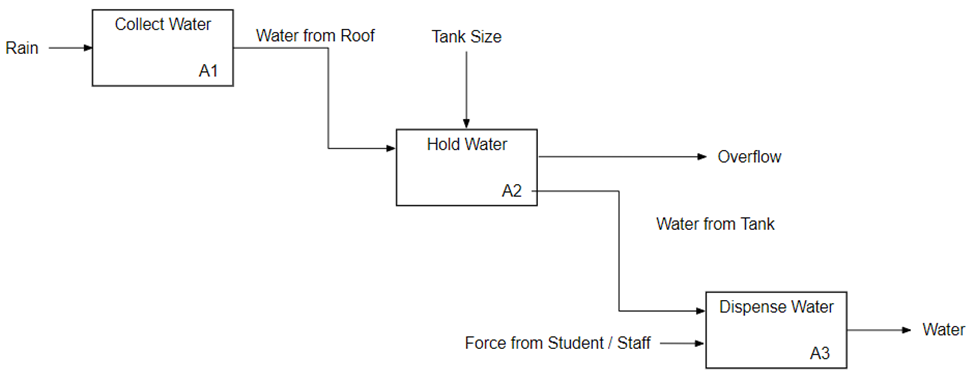 Collect Water
Rain
Water from Roof
Tank Size
A1
Hold Water
Overflow
A2
Water from Tank
Dispense Water
Water
Force from Student / Staff
A3